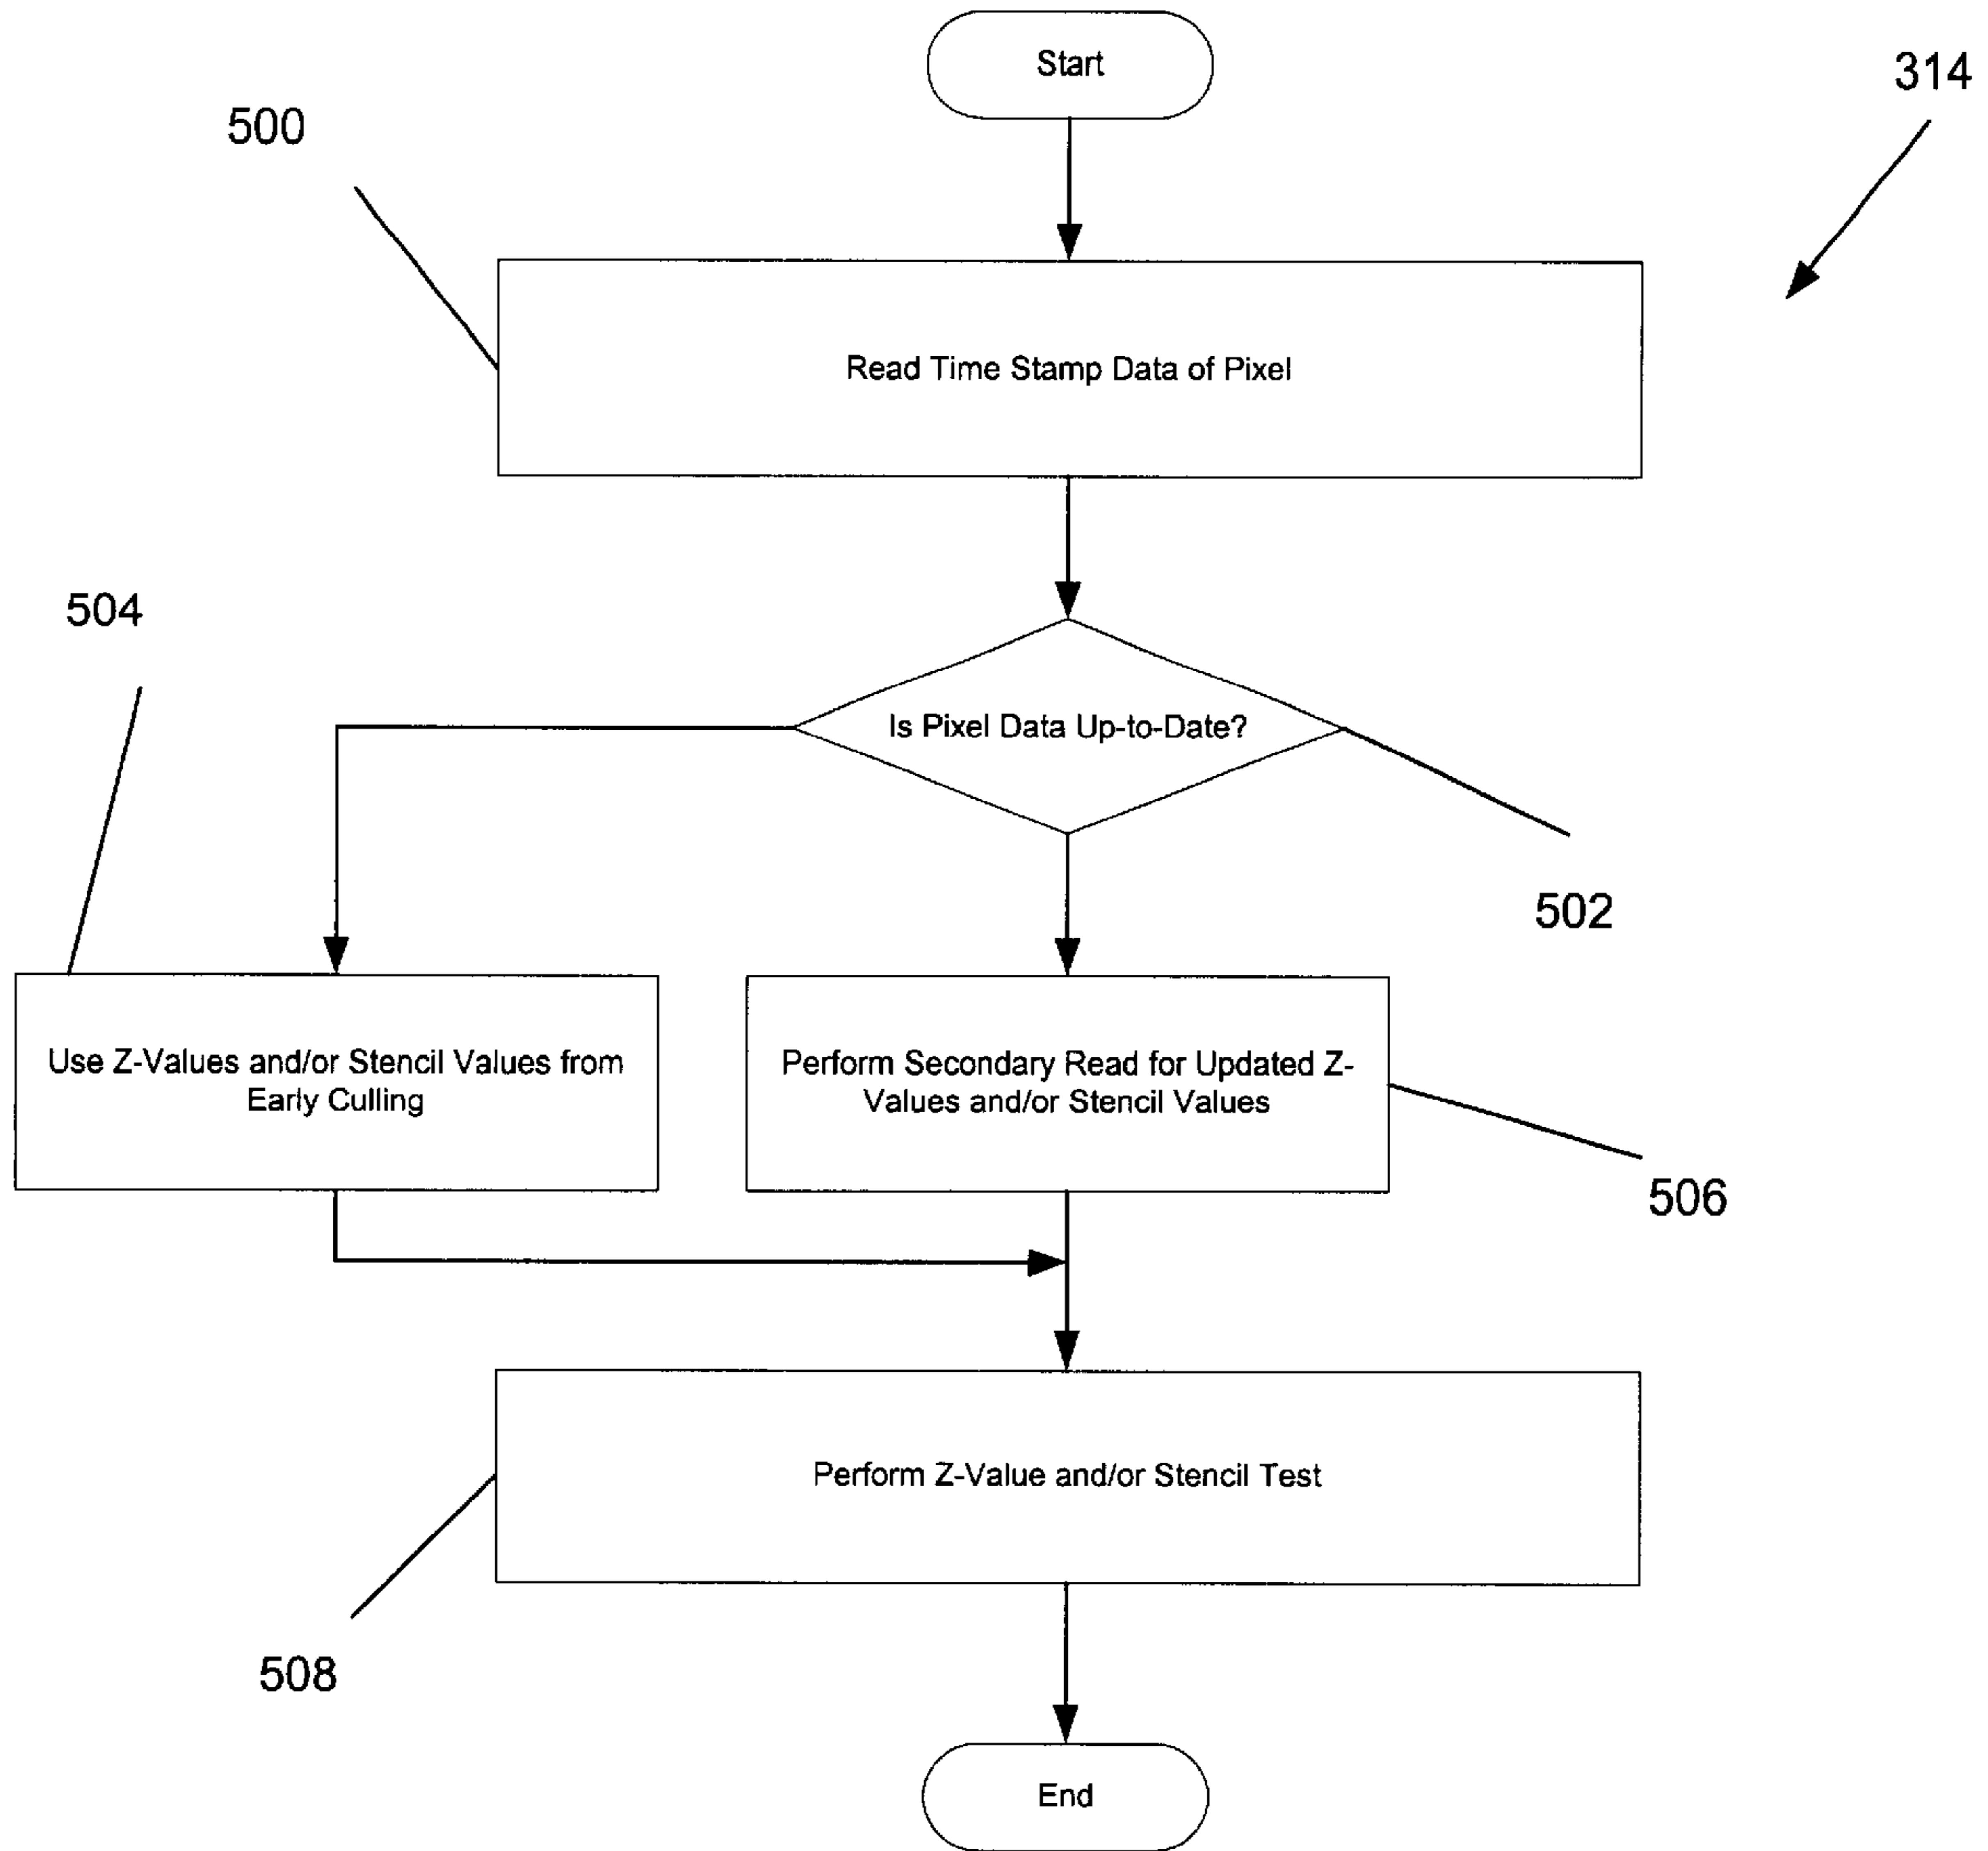 Start
314
500
Read Time Stamp Data of Pixel
504
Is Pixel Data Up-to-Date?
502
Use Z-Values and/or Stencil Values from
Early Culling
Perform Secondary Read for Updated Z-
Values and/or Stencil Values
506
Perform Z-Value and/or Stencil Test
508
End